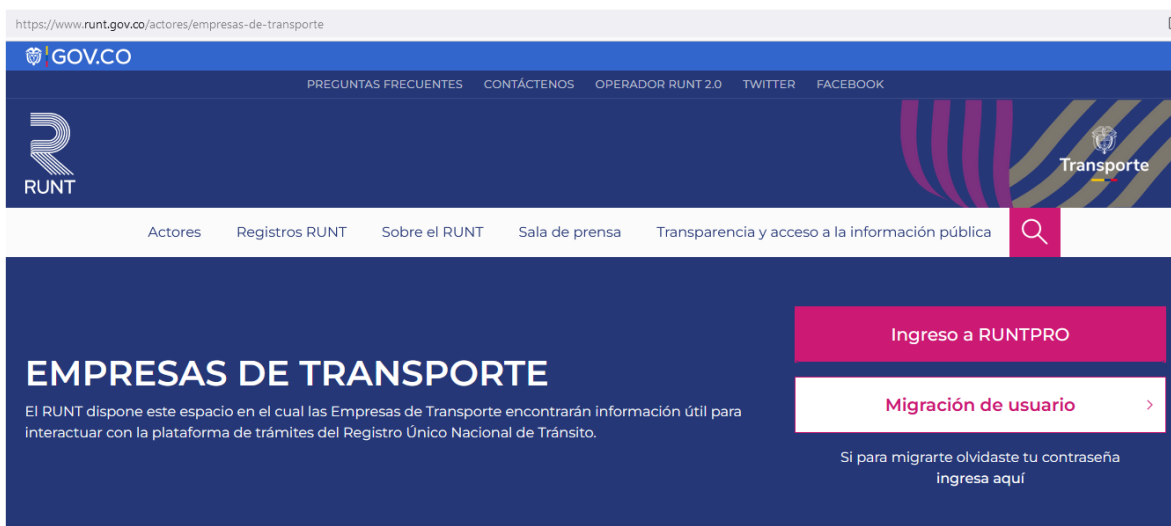 https://www.runt.gov.co/actores/empresas-de-transporte
GOV.CO
PREGUNTAS FRECUENTES CONTÁCTENOS OPERADOR RUNT 2.0 TWITTER FACEBOOK
RUNT
Transporte
Actores Registros RUNT Sobre el RUNT Sala de prensa Transparencia y acceso a la información pública
Ingreso a RUNTPRO
EMPRESAS DE TRANSPORTE
El RUNT dispone este espacio en el cual las Empresas de Transporte encontrarán información útil para
interactuar con la plataforma de trámites del Registro Único Nacional de Tránsito.
Migración de usuario
Si para migrarte olvidaste tu contraseña
ingresa aquí